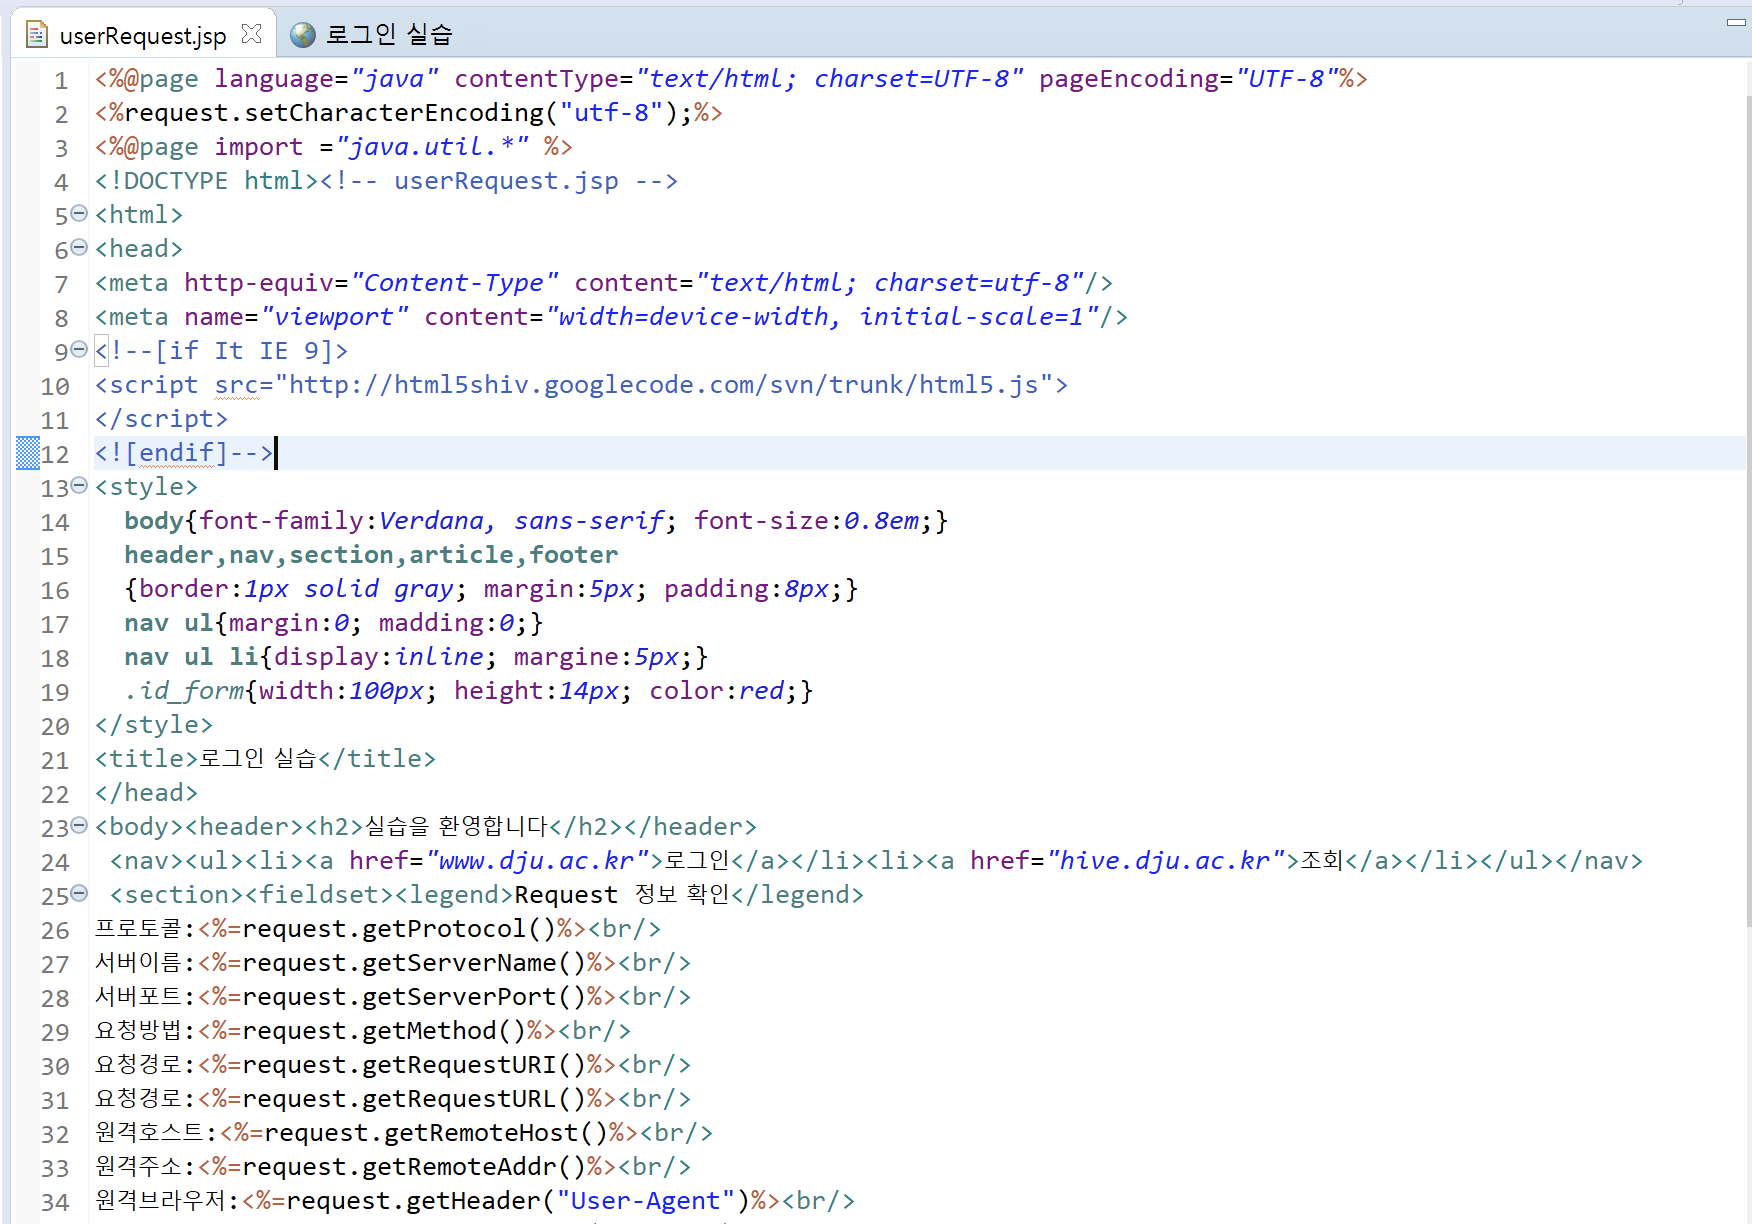 userRequest.jsp 로그인 실습
1 <%@page language="java" contentType="text/html; charset=UTF-8" pageEncoding="UTF-8"%>
2 <%request.setCharacterEncoding("utf-8");%>
3 <%@page import ="java.util.*" %>
4 <!DOCTYPE html><!-- userRequest.jsp -->
5 <html>
6 <head>
7 <meta http-equiv="Content-Type" content="text/html; charset=utf-8"/>
8 <meta name="viewport" content="width=device-width, initial-scale=1"/>
9 <!--[if It IE 9]>
10 <script src="http://html5shiv.googlecode.com/svn/trunk/html5.js">
11 </script>
12 <![endif]-->
13 <style>
14 body{font-family:Verdana, sans-serif; font-size:0.8em;}
15 header,nav,section,article,footer
16 {border:1px solid gray; margin:5px; padding:8px;}
17 nav ul{margin:0; madding:0;}
18 nav ul li{display:inline; margine:5px;}
19 .id_form{width:100px; height:14px; color:red;}
20 </style>
21 <title>로그인 실습</title>
22 </head>
23 <body><header><h2>실습을 환영합니다</h2></header>
24 <nav><ul><li><a href="www.dju.ac.kr">로그인</a></li><li><a href="hive.dju.ac.kr">조회</a></li></ul></nav>
25 <section><fieldset><legend>Request 정보 확인</legend>
26 프로토콜:<%=request.getProtocol()%><br/>
27 서버이름:<%=request.getServerName()%><br/>
28 서버포트:<%=request.getServerPort()%><br/>
29 요청방법:<%=request.getMethod()%><br/>
30 요청경로:<%=request.getRequestURI()%><br/>
31 요청경로:<%=request.getRequestURL()%><br/>
32 원격호스트:<%=request.getRemoteHost()%><br/>
33 원격주소:<%=request.getRemoteAddr()%><br/>
34 원격브라우저:<%=request.getHeader("User-Agent")%><br/>